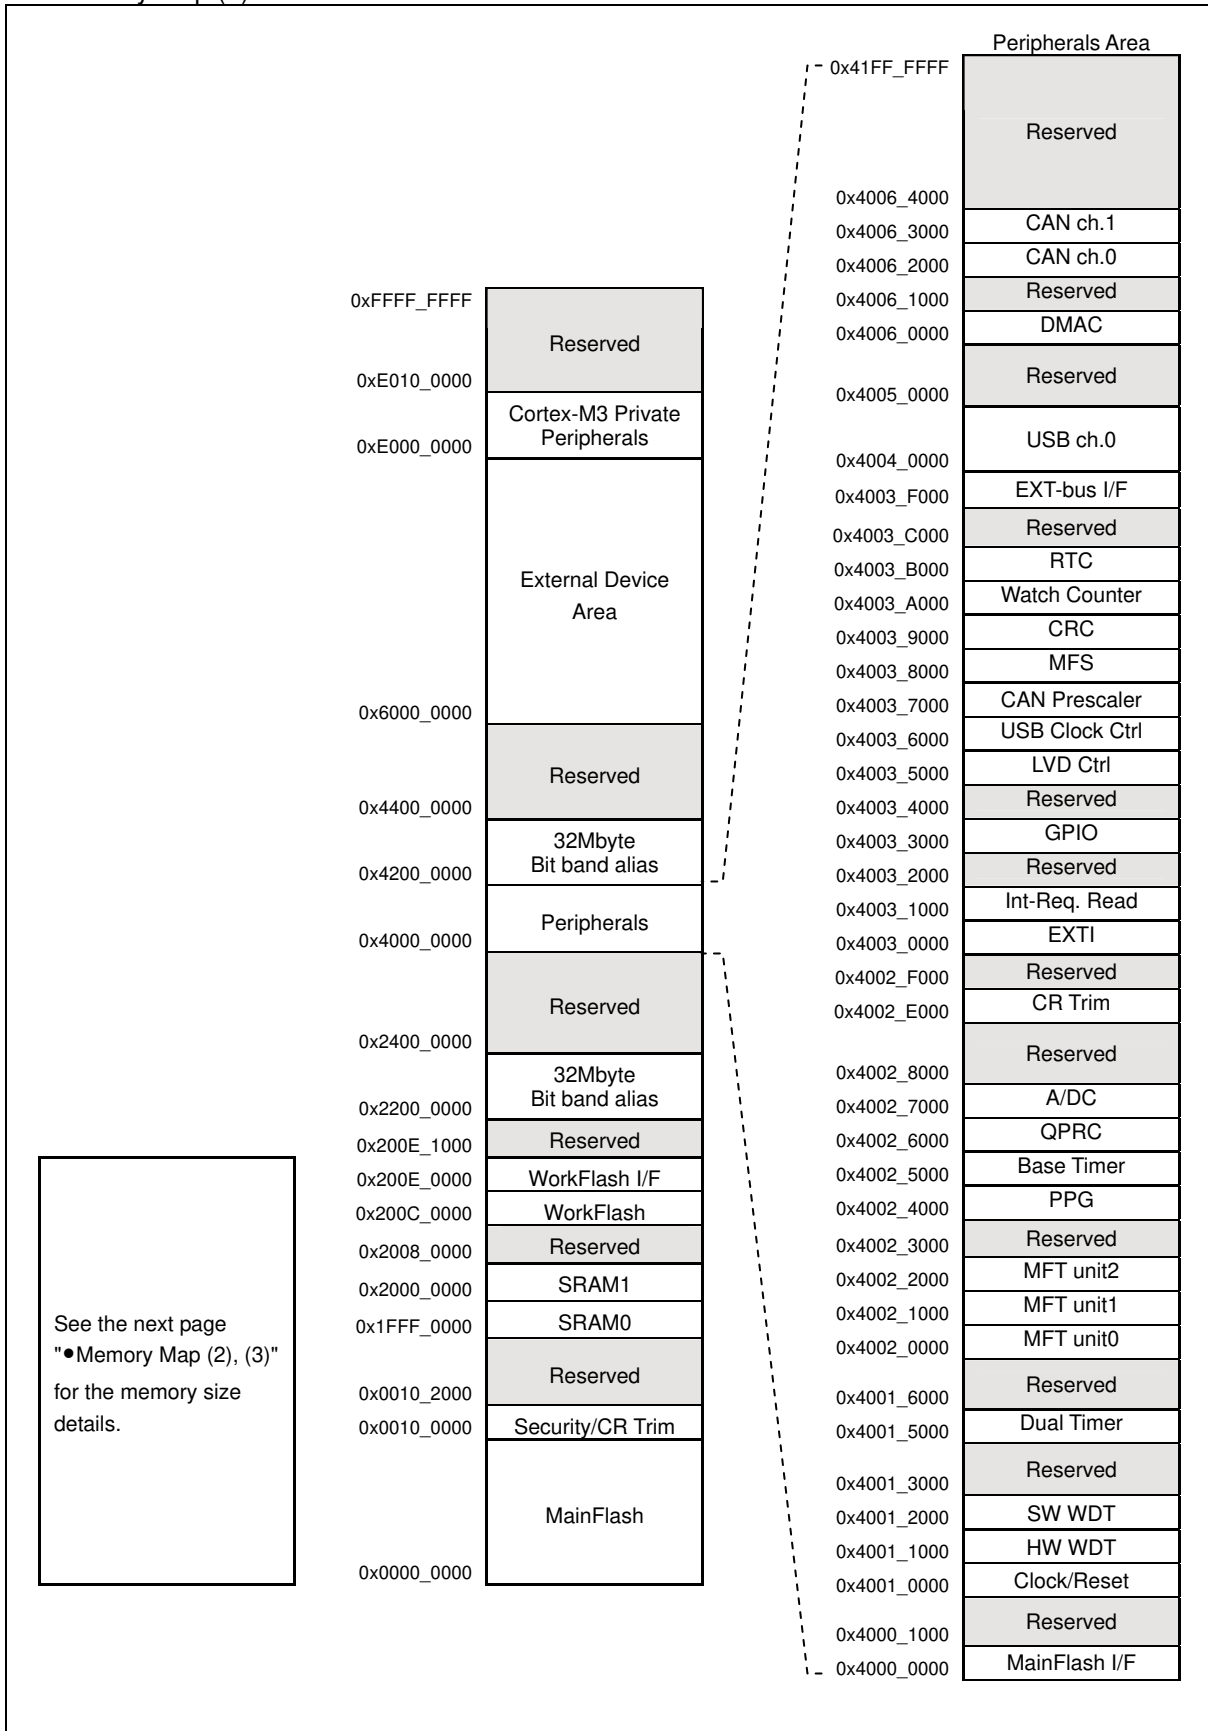 Peripherals Area
0x41FF_FFFF
Reserved
0x4006_4000
CAN ch.1
0x4006_3000
CAN ch.0
0x4006_2000
Reserved
0x4006_1000
DMAC
0x4006_0000
Reserved
0x4005_0000
USB ch.0
0x4004_0000
EXT-bus I/F
0x4003_F000
Reserved
0x4003_C000
RTC
0x4003_B000
Watch Counter
0x4003_A000
CRC
0x4003_9000
MFS
0x4003_8000
CAN Prescaler
0x4003_7000
USB Clock Ctrl
0x4003_6000
LVD Ctrl
0x4003_5000
Reserved
0x4003_4000
GPIO
0x4003_3000
Reserved
0x4003_2000
Int-Req. Read
0x4003_1000
EXTI
0x4003_0000
Reserved
0x4002_F000
CR Trim
0x4002_E000
Reserved
0x4002_8000
A/DC
0x4002_7000
QPRC
0x4002_6000
Base Timer
0x4002_5000
PPG
0x4002_4000
Reserved
0x4002_3000
MFT unit2
0x4002_2000
MFT unit1
0x4002_1000
MFT unit0
0x4002_0000
Reserved
0x4001_6000
Dual Timer
0x4001_5000
Reserved
0x4001_3000
SW WDT
0x4001_2000
HW WDT
0x4001_1000
Clock/Reset
0x4001_0000
Reserved
0x4000_1000
MainFlash I/F
0x4000_0000
0xFFFF_FFFF
Reserved
0xE010_0000
Cortex-M3 Private
Peripherals
0xE000_0000
External Device
Area
0x6000_0000
Reserved
0x4400_0000
32Mbyte
Bit band alias
0x4200_0000
Peripherals
0x4000_0000
Reserved
0x2400_0000
32Mbyte
Bit band alias
0x2200_0000
Reserved
0x200E_1000
WorkFlash I/F
0x200E_0000
WorkFlash
0x200C_0000
Reserved
0x2008_0000
SRAM1
0x2000_0000
SRAM0
0x1FFF_0000
Reserved
0x0010_2000
Security/CR Trim
0x0010_0000
MainFlash
0x0000_0000
See the next page
"●Memory Map (2), (3)"
for the memory size
details.